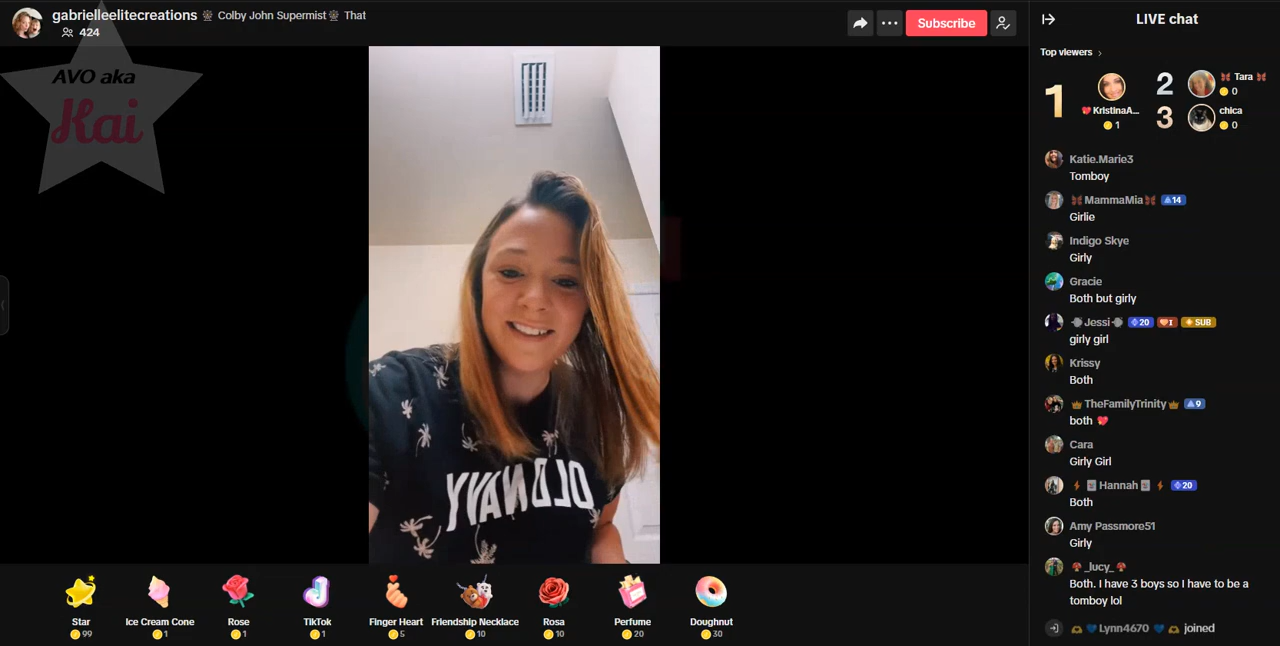 gabrielleelitecreations Colby John Supermist That
424
Subscribe
LIVE chat
AVO aka
Kai
Top viewers
1
KristinaA...
1
2
Tara
0
3
chica
0
Katie.Marie3
Tomboy
MammaMia 14
Girlie
Indigo Skye
Girly
Gracie
Both but girly
Jessi 20 I SUB
girly girl
Krissy
Both
TheFamilyTrinity 9
both
Cara
Girly Girl
Hannah 20
Both
Amy Passmore51
Girly
_lucy_
Both. I have 3 boys so I have to be a
tomboy lol
Lynn4670 joined
OLD NAVY
Star
99
Ice Cream Cone
1
Rose
1
TikTok
1
Finger Heart
5
Friendship Necklace
10
Rosa
10
Perfume
20
Doughnut
30